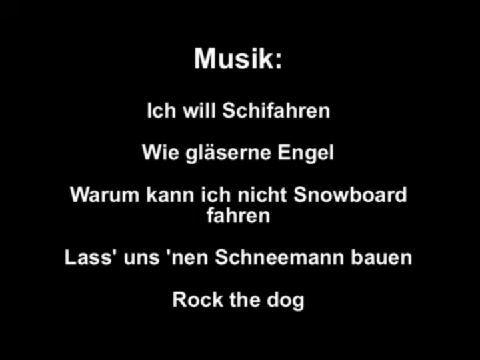 Musik:
Ich will Schifahren
Wie gläserne Engel
Warum kann ich nicht Snowboard
fahren
Lass' uns 'nen Schneemann bauen
Rock the dog